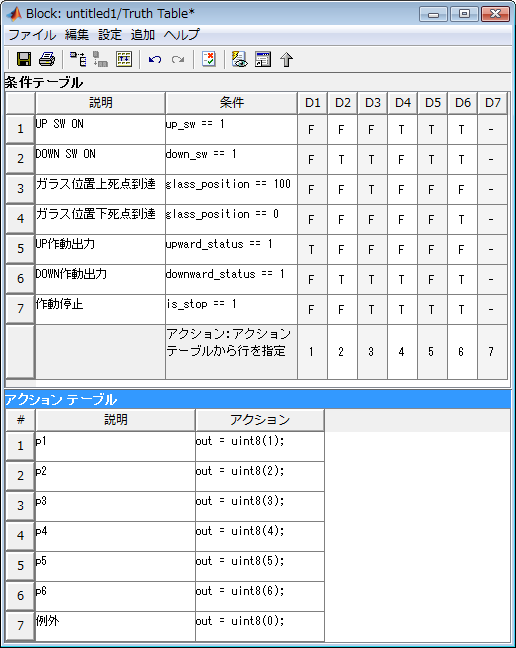 Block: untitled1/Truth Table*
ファイル 編集 設定 追加 ヘルプ
条件テーブル
説明 条件 D1 D2 D3 D4 D5 D6 D7
1 UP SW ON up_sw == 1 F F F T T T -
2 DOWN SW ON down_sw == 1 F T F T T T -
3 ガラス位置上死点到達 glass_position == 100 F F F T F F -
4 ガラス位置下死点到達 glass_position == 0 F F T F F T -
5 UP作動出力 upward_status == 1 T F F F F F -
6 DOWN作動出力 downward_status == 1 F T T T F T -
7 作動停止 is_stop == 1 F F T T T T -
アクション:アクション
テーブルから行を指定 1 2 3 4 5 6 7
アクション テーブル
# 説明 アクション
1 p1 out = uint8(1);
2 p2 out = uint8(2);
3 p3 out = uint8(3);
4 p4 out = uint8(4);
5 p5 out = uint8(5);
6 p6 out = uint8(6);
7 例外 out = uint8(0);